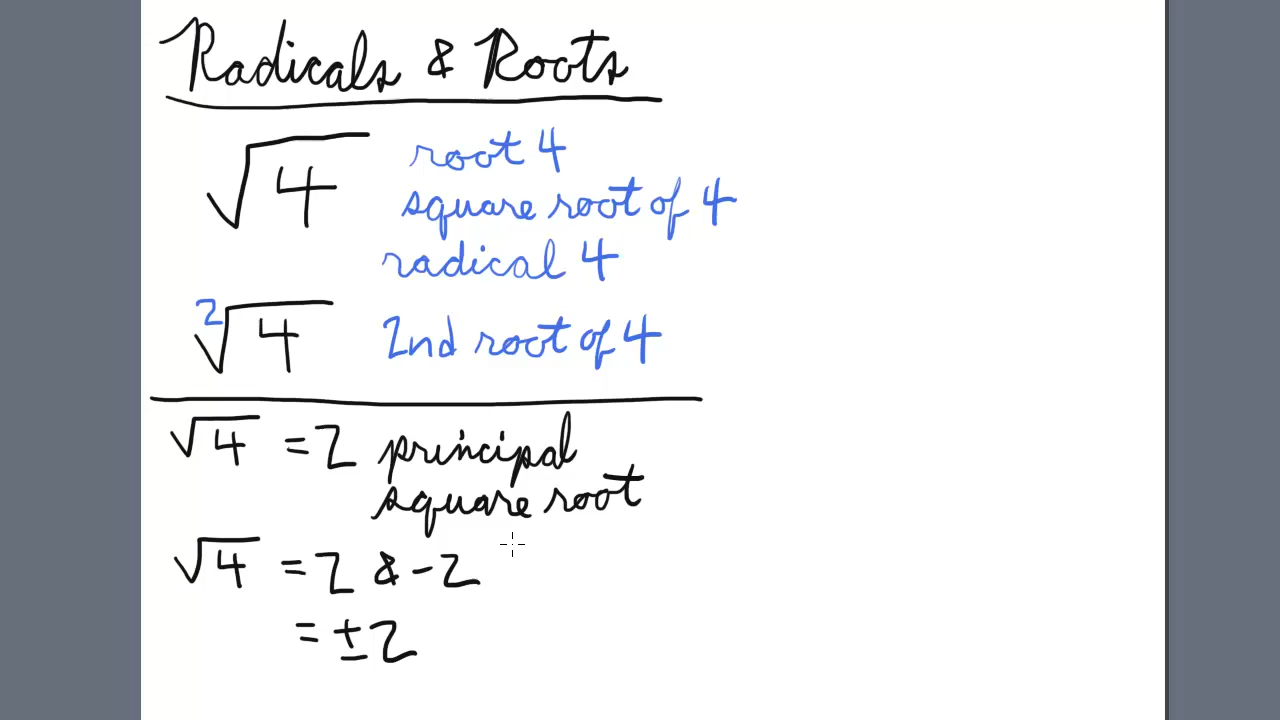 Radicals & Roots
√4 root 4
square root of 4
radical 4
²√4 2nd root of 4
√4 = 2 principal
square root
√4 = 2 & -2
= ±2